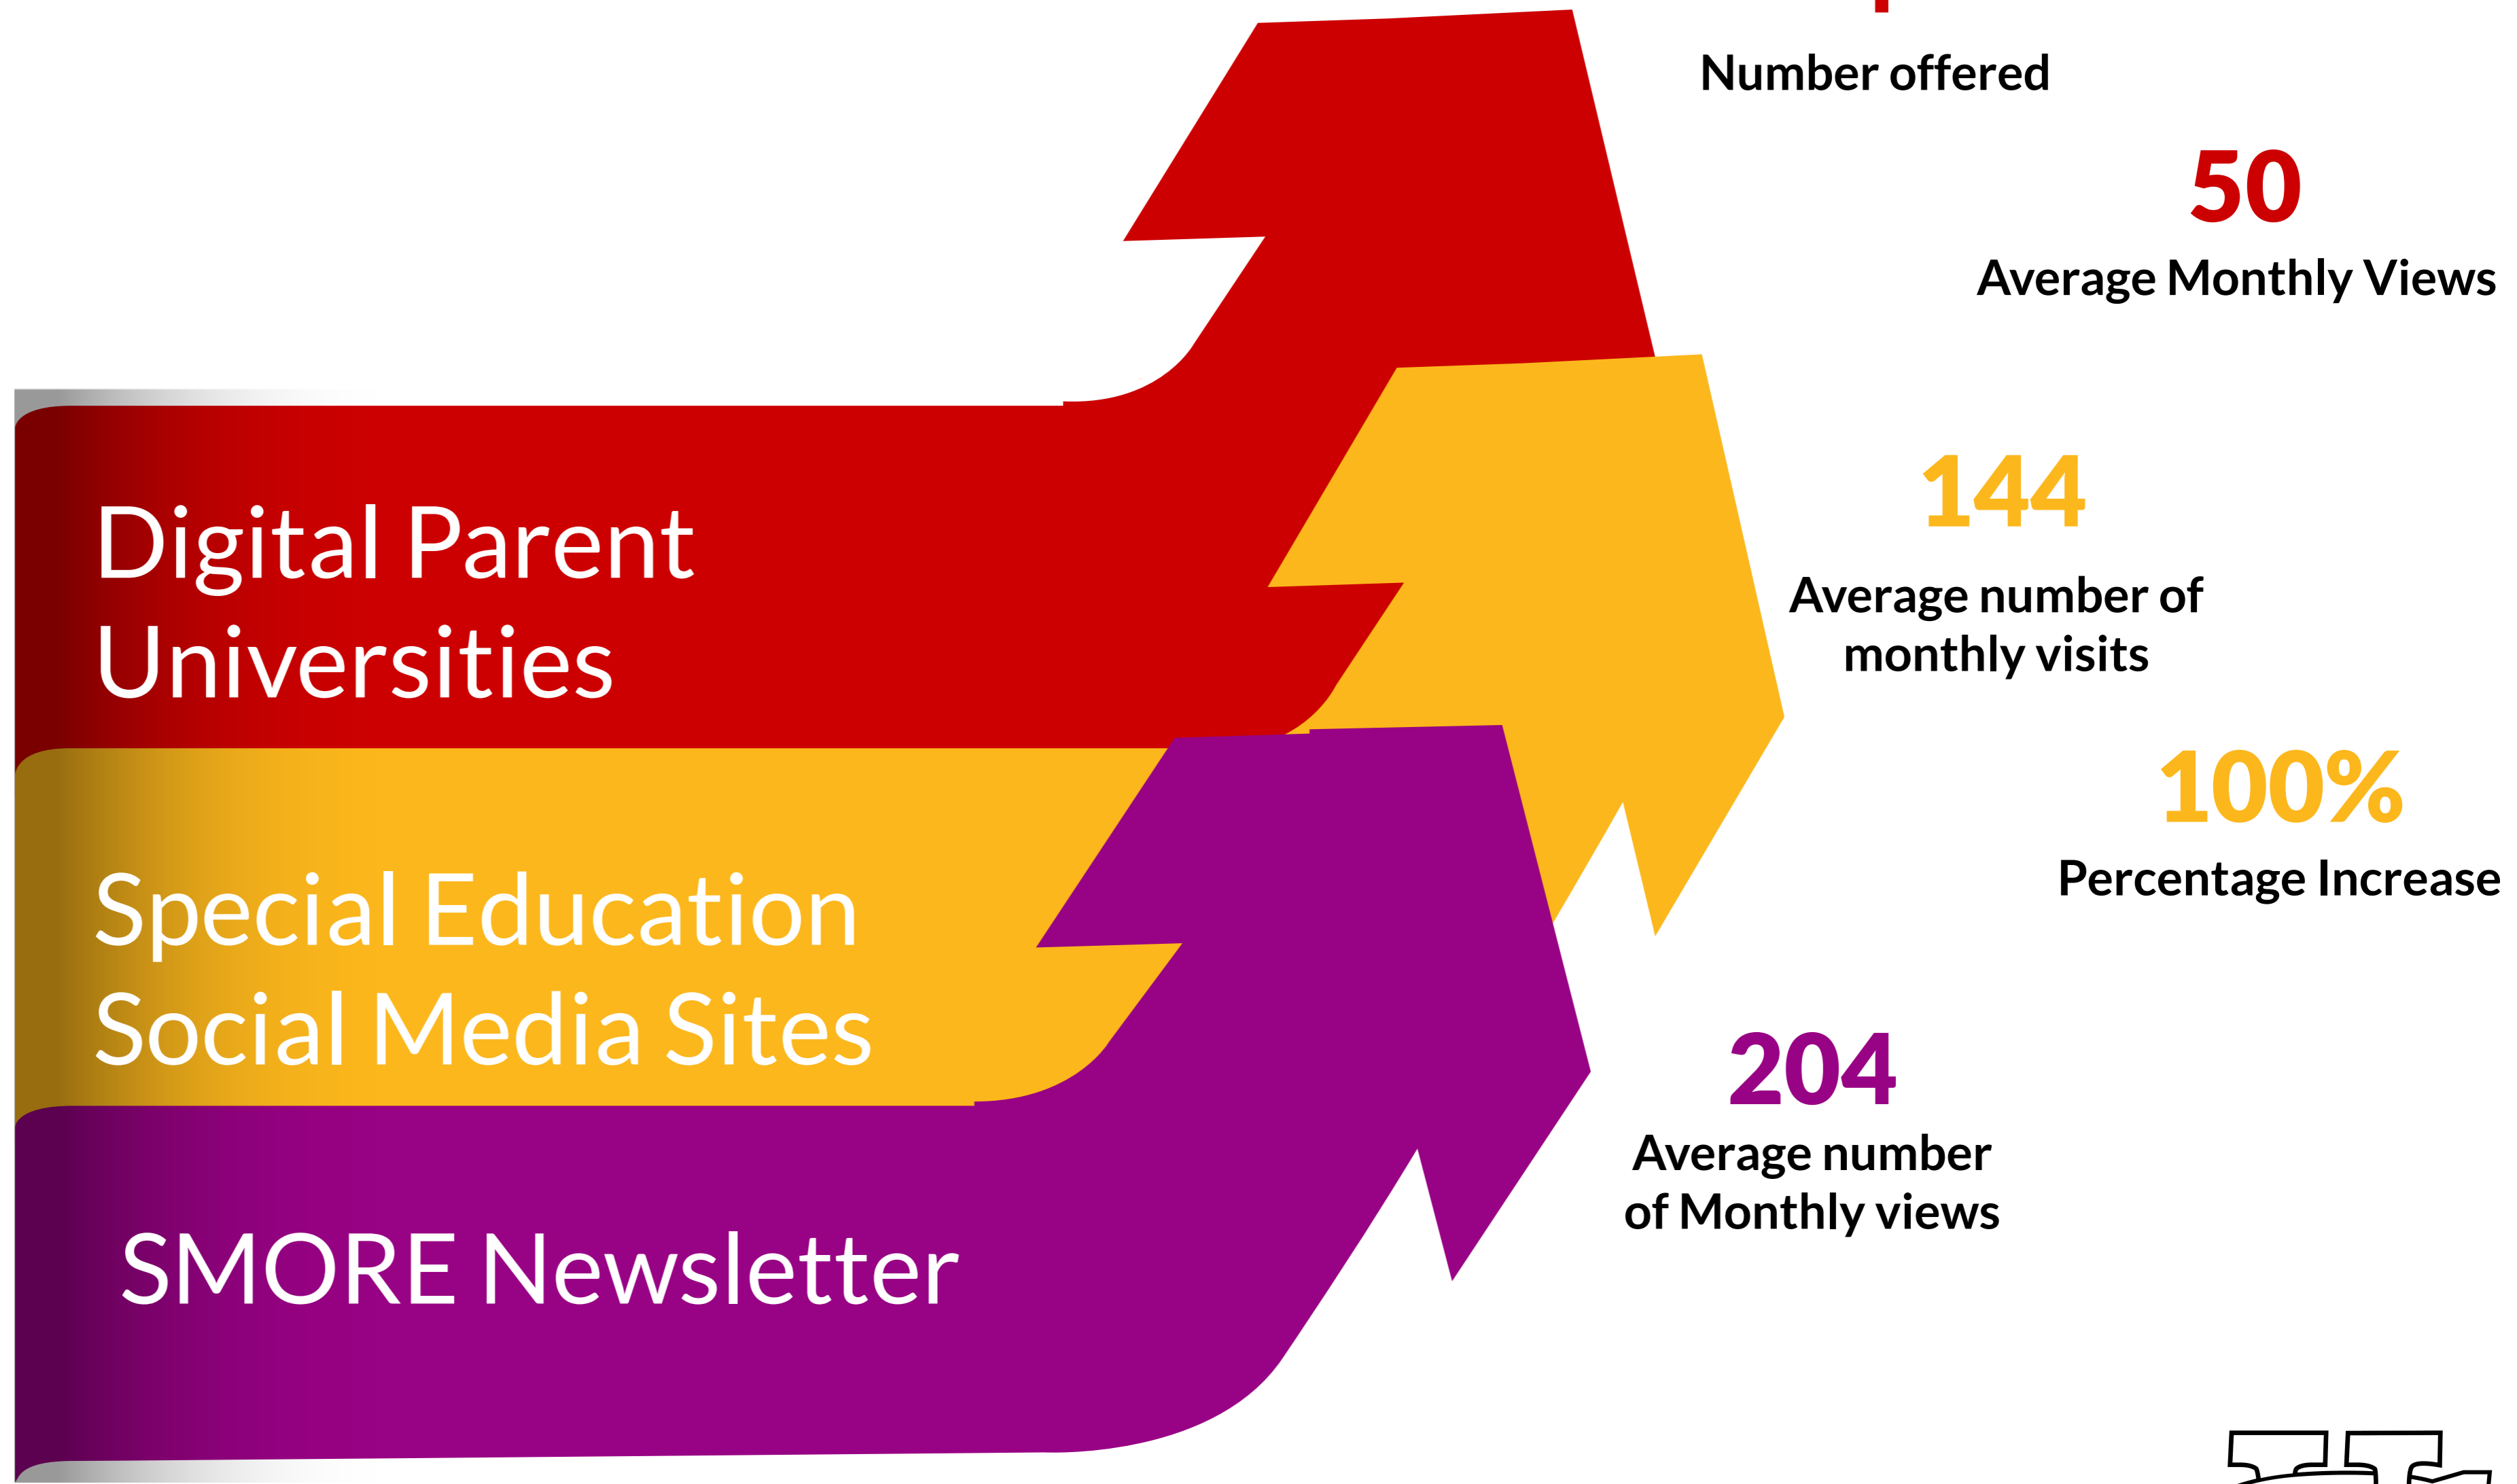 Number offered
50
Average Monthly Views
Digital Parent
Universities
144
Average number of
monthly visits
100%
Percentage Increase
Special Education
Social Media Sites
204
Average number
of Monthly views
SMORE Newsletter